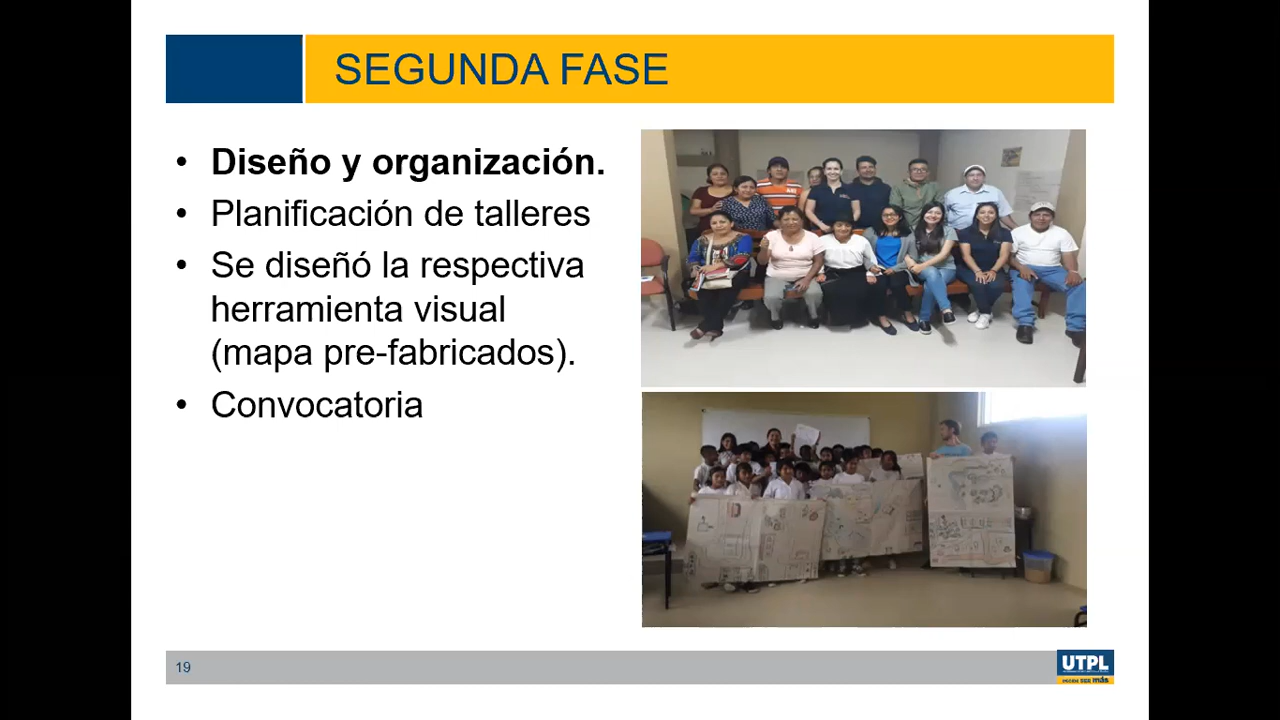 SEGUNDA FASE
• Diseño y organización.
• Planificación de talleres
• Se diseñó la respectiva
herramienta visual
(mapa pre-fabricados).
• Convocatoria
19
UTPL